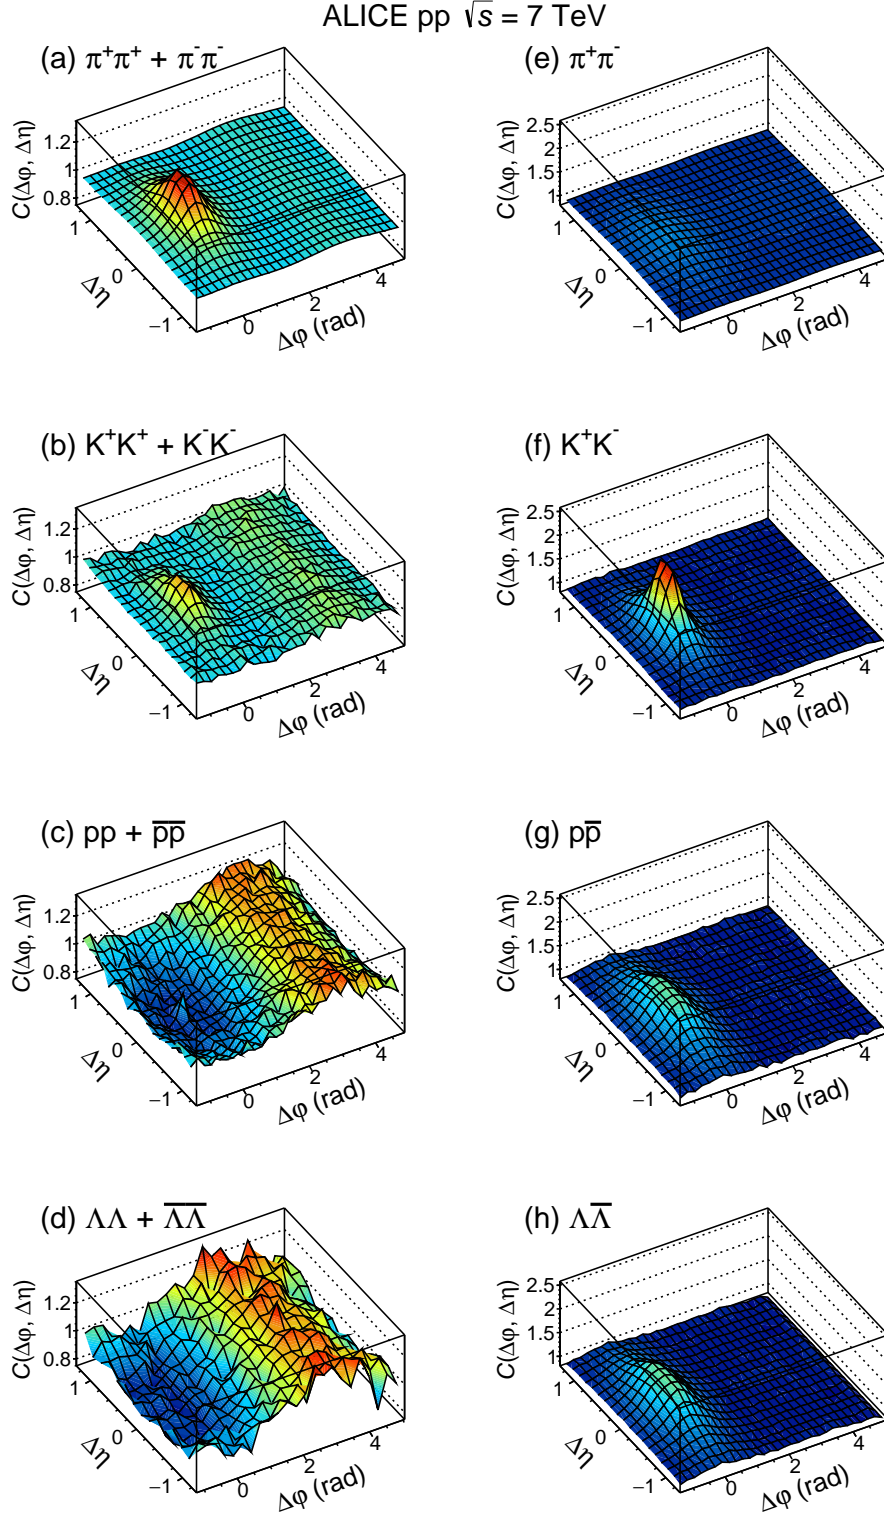 ALICE pp √s = 7 TeV
(a) π⁺π⁺ + π⁻π⁻
C(Δφ, Δη)
1.2
1
0.8
1
0
−1
Δη
0
2
4
Δφ (rad)
(e) π⁺π⁻
C(Δφ, Δη)
2.5
2
1.5
1
1
0
−1
Δη
0
2
4
Δφ (rad)
(b) K⁺K⁺ + K⁻K⁻
C(Δφ, Δη)
1.2
1
0.8
1
0
−1
Δη
0
2
4
Δφ (rad)
(f) K⁺K⁻
C(Δφ, Δη)
2.5
2
1.5
1
1
0
−1
Δη
0
2
4
Δφ (rad)
(c) pp + p̅p̅
C(Δφ, Δη)
1.2
1
0.8
1
0
−1
Δη
0
2
4
Δφ (rad)
(g) pp̅
C(Δφ, Δη)
2.5
2
1.5
1
1
0
−1
Δη
0
2
4
Δφ (rad)
(d) ΛΛ + Λ̅Λ̅
C(Δφ, Δη)
1.2
1
0.8
1
0
−1
Δη
0
2
4
Δφ (rad)
(h) ΛΛ̅
C(Δφ, Δη)
2.5
2
1.5
1
1
0
−1
Δη
0
2
4
Δφ (rad)